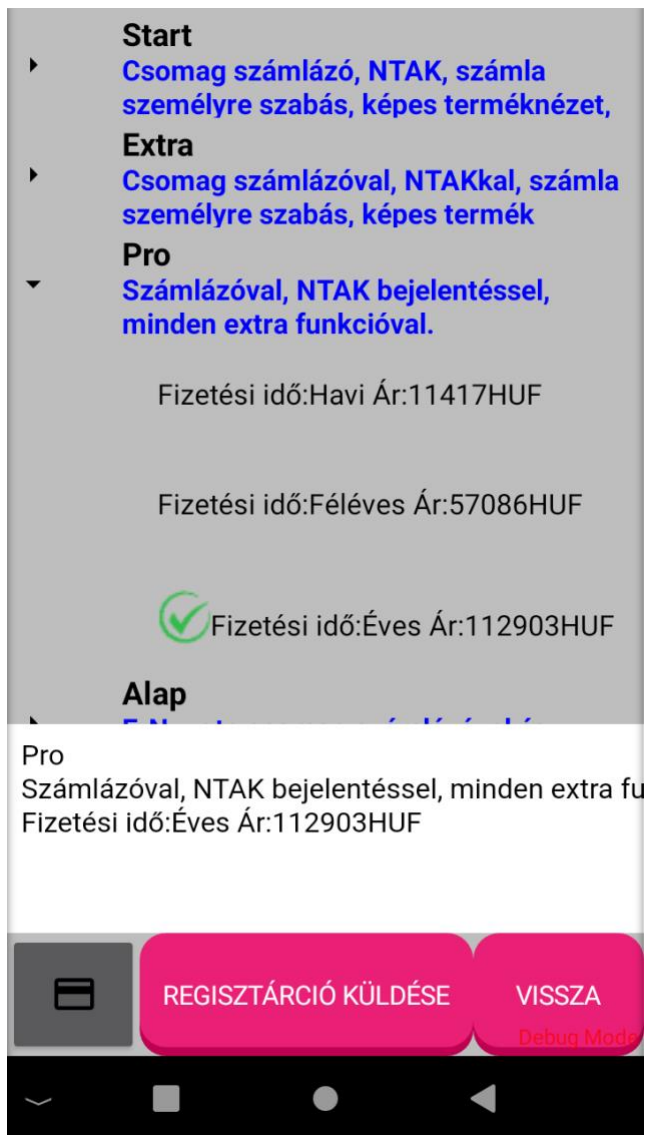 Start
Csomag számlázó, NTAK, számla
személyre szabás, képes terméknézet,
Extra
Csomag számlázóval, NTAKkal, számla
személyre szabás, képes termék
Pro
Számlázóval, NTAK bejelentéssel,
minden extra funkcióval.
Fizetési idő:Havi Ár:11417HUF
Fizetési idő:Féléves Ár:57086HUF
Fizetési idő:Éves Ár:112903HUF
Alap
Pro
Számlázóval, NTAK bejelentéssel, minden extra fu
Fizetési idő:Éves Ár:112903HUF
REGISZTÁRCIÓ KÜLDÉSE
VISSZA
Debug Mode